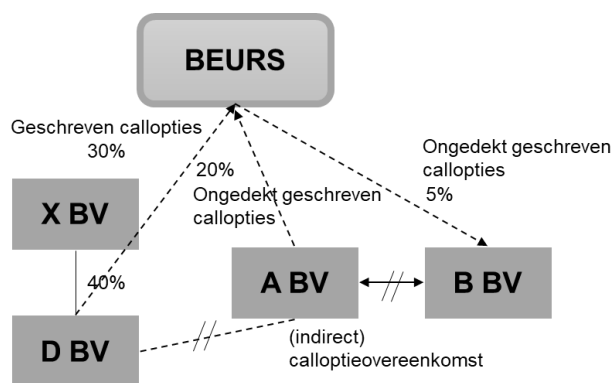 BEURS
Geschreven callopties
30%
20%
Ongedekt geschreven
callopties
Ongedekt geschreven
callopties
5%
X BV
40%
A BV
B BV
D BV
(indirect)
calloptieovereenkomst